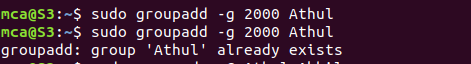 mca@S3:~$ sudo groupadd -g 2000 Athul
mca@S3:~$ sudo groupadd -g 2000 Athul
groupadd: group 'Athul' already exists